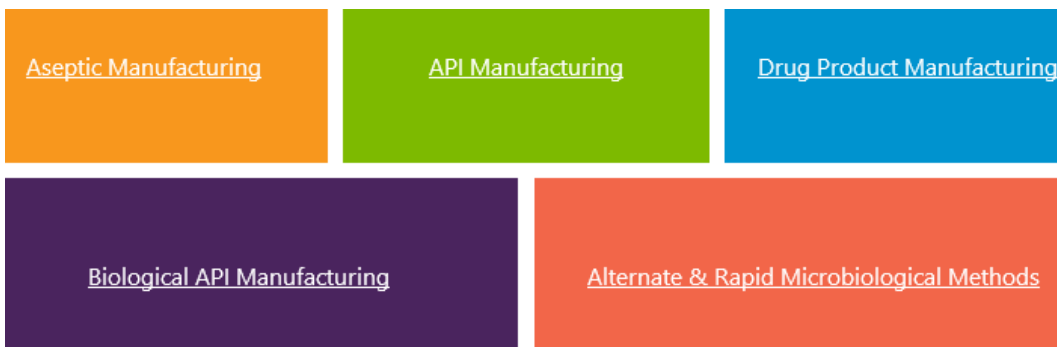 Aseptic Manufacturing
API Manufacturing
Drug Product Manufacturing
Biological API Manufacturing
Alternate & Rapid Microbiological Methods